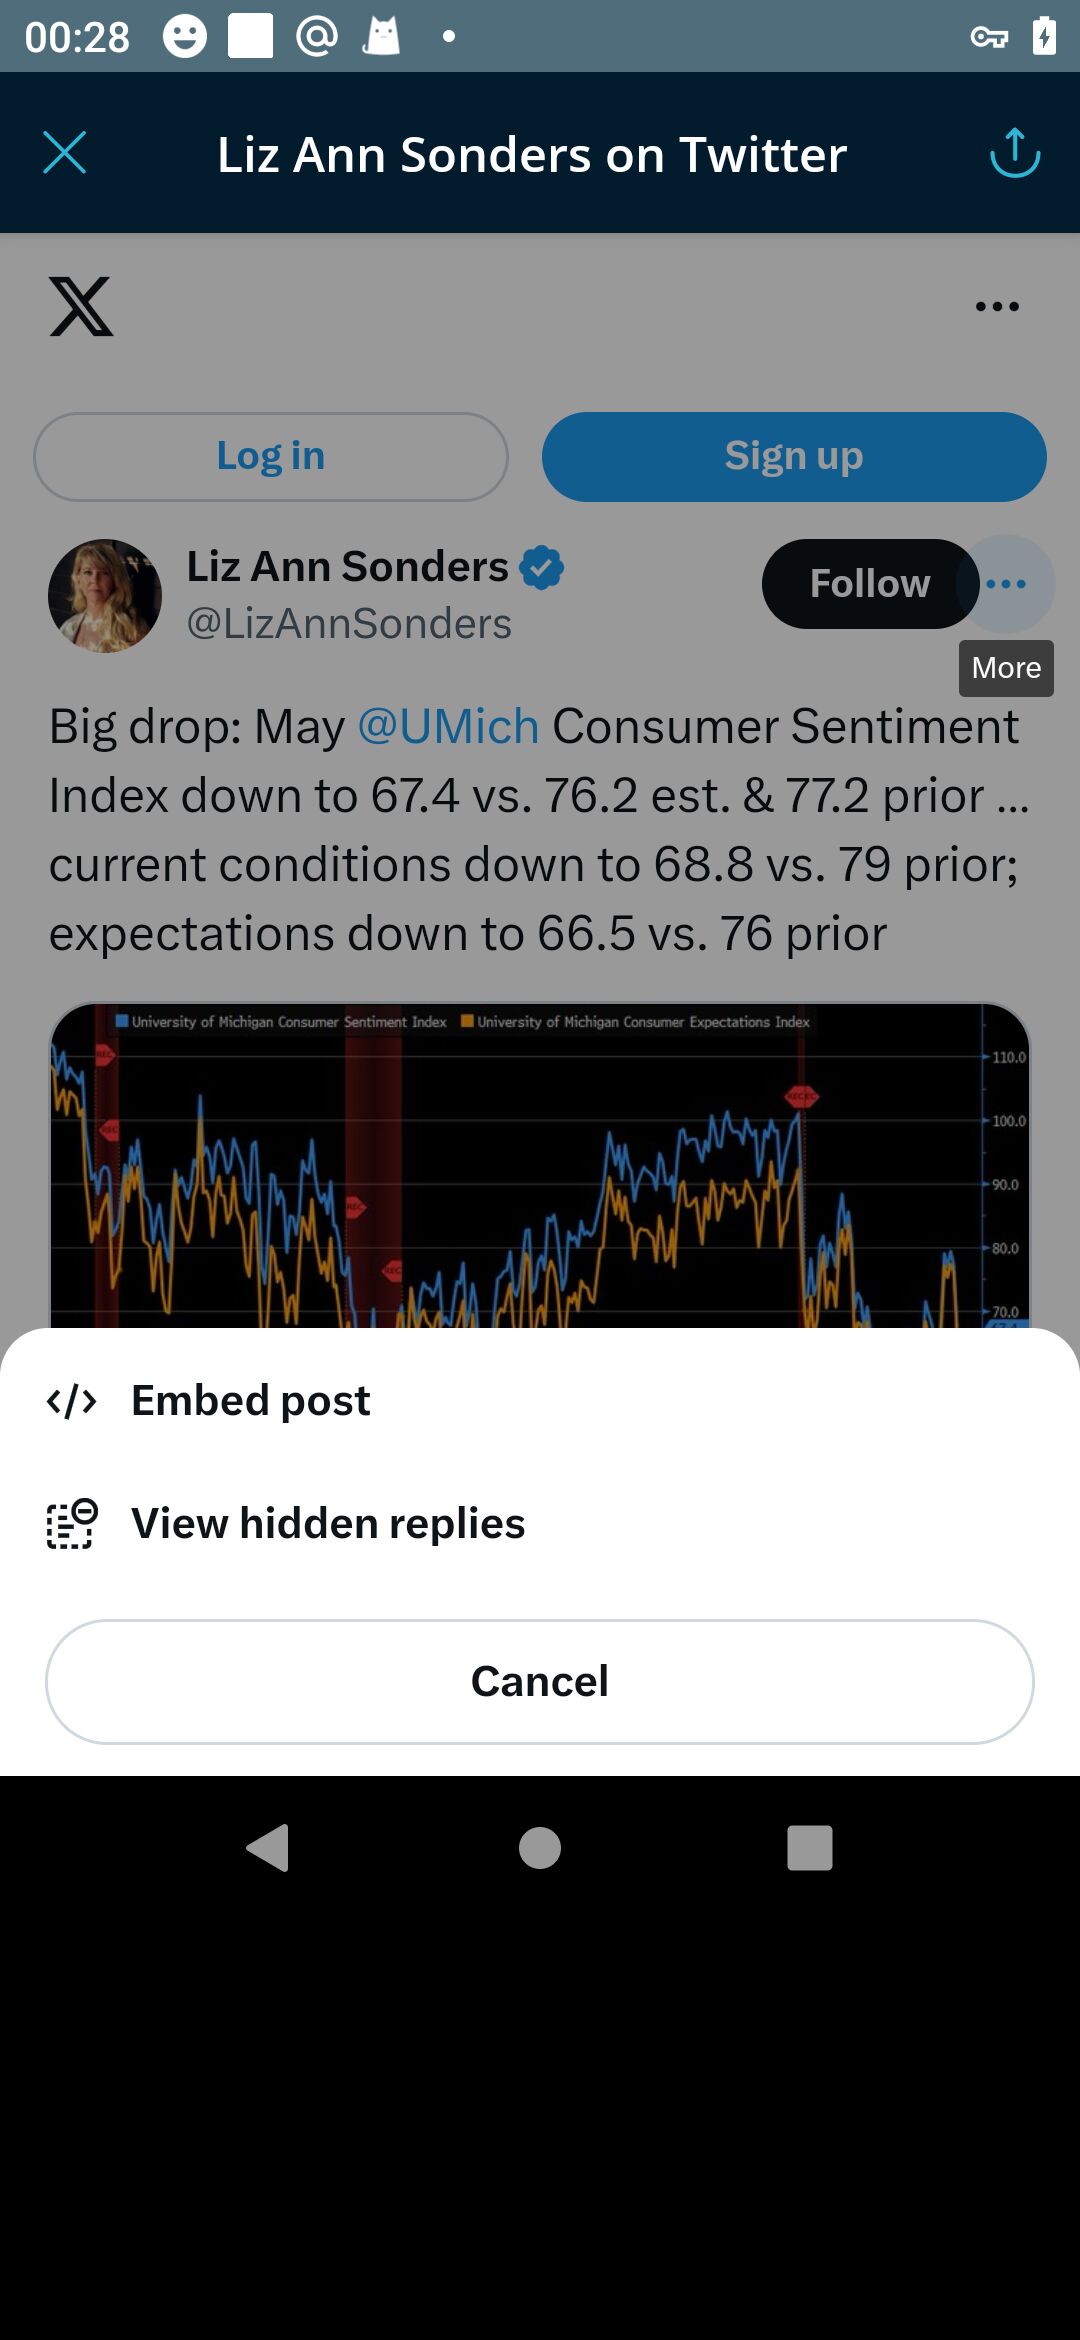 00:28
Liz Ann Sonders on Twitter
Log in
Sign up
Liz Ann Sonders
@LizAnnSonders
Follow
More
Big drop: May @UMich Consumer Sentiment
Index down to 67.4 vs. 76.2 est. & 77.2 prior ...
current conditions down to 68.8 vs. 79 prior;
expectations down to 66.5 vs. 76 prior
University of Michigan Consumer Sentiment Index University of Michigan Consumer Expectations Index
110.0
REC
100.0
REC
90.0
REC
80.0
REC
70.0
Embed post
View hidden replies
Cancel